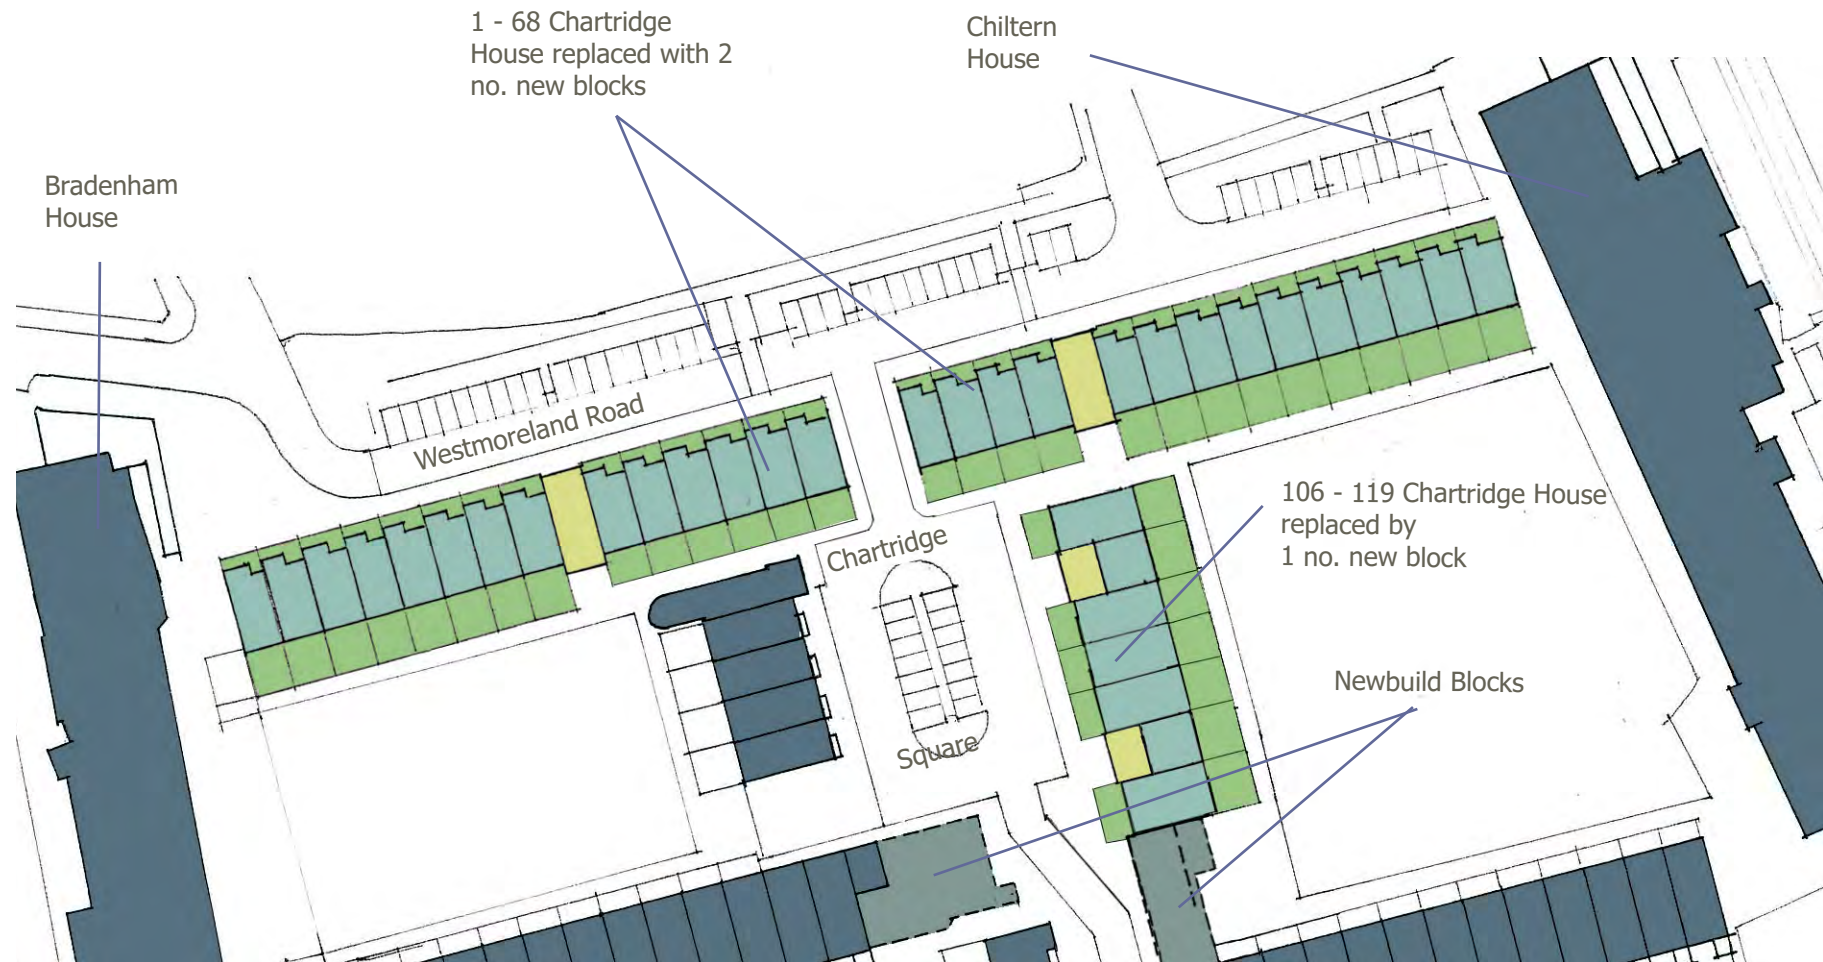 1 - 68 Chartridge
House replaced with 2
no. new blocks
Chiltern
House
Bradenham
House
Westmoreland Road
106 - 119 Chartridge House
replaced by
1 no. new block
Chartridge
Newbuild Blocks
Square